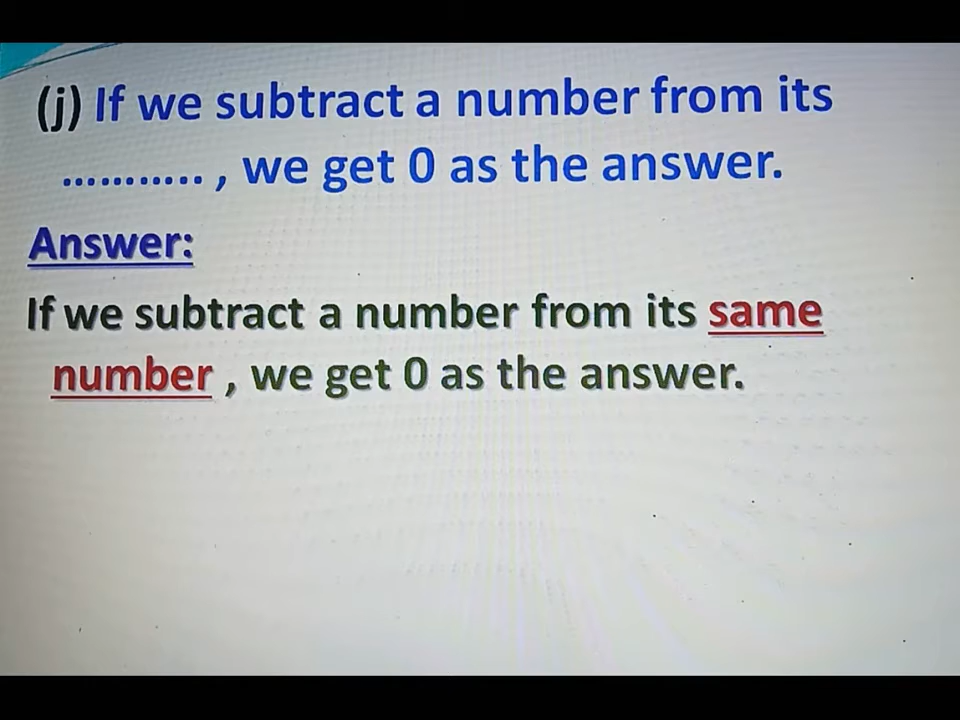 (j) If we subtract a number from its
……….. , we get 0 as the answer.
Answer:
If we subtract a number from its same
number , we get 0 as the answer.